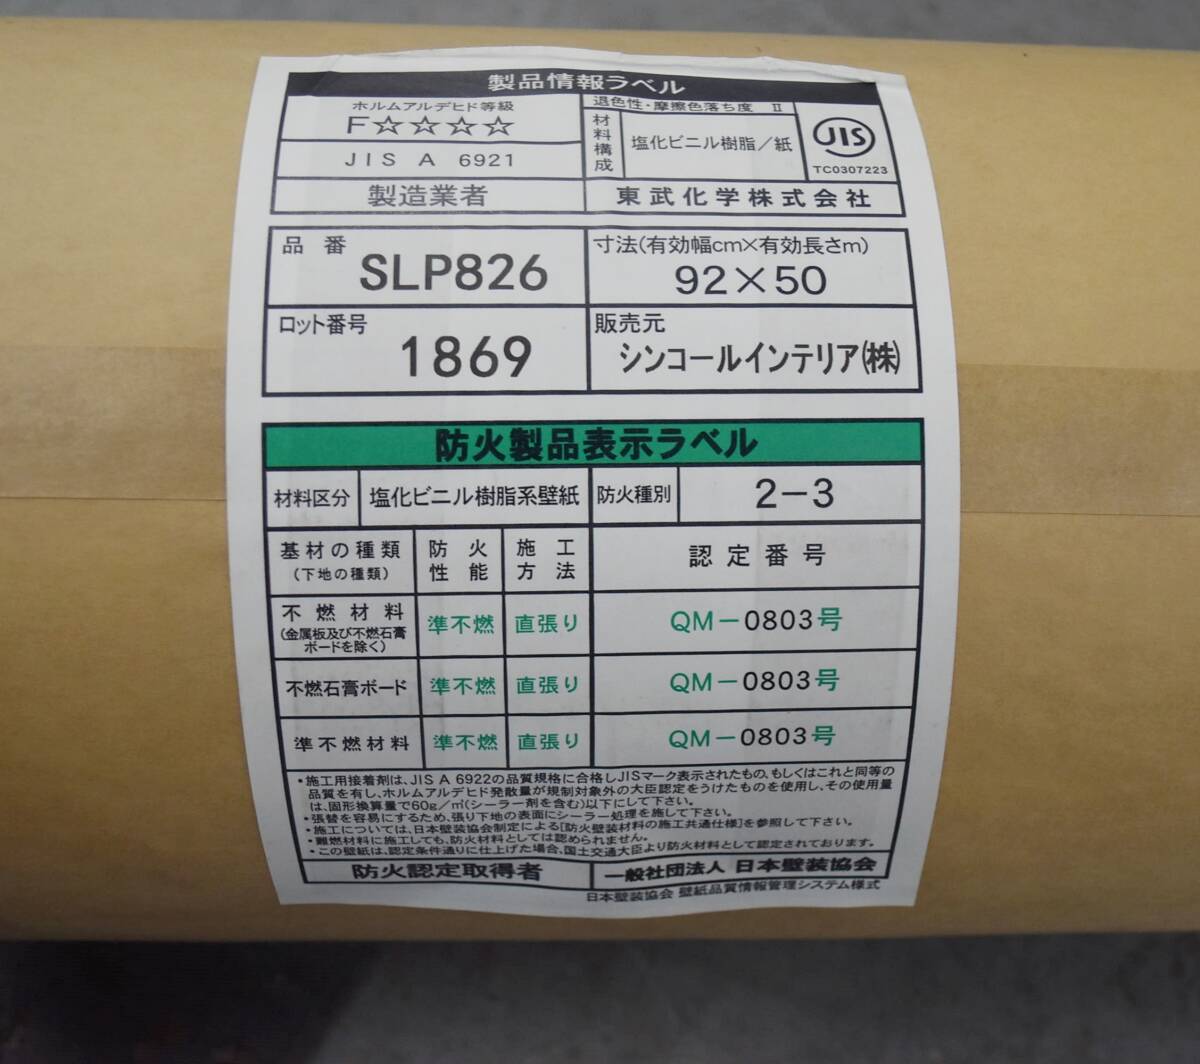 製品情報ラベル
ホルムアルデヒド等級
F☆☆☆☆
JIS A 6921
退色性・摩擦色落ち度 Ⅱ
材料構成
塩化ビニル樹脂/紙
JIS
TC0307223
製造業者
東武化学株式会社
品番
SLP826
寸法(有効幅cm×有効長さm)
92×50
ロット番号
1869
販売元
シンコールインテリア㈱
防火製品表示ラベル
材料区分 塩化ビニル樹脂系壁紙 防火種別 2-3
基材の種類
(下地の種類)
防火
性能
施工
方法
認定番号
不燃材料
(金属板及び不燃石膏
ボードを除く)
準不燃 直張り QM-0803号
不燃石膏ボード 準不燃 直張り QM-0803号
準不燃材料 準不燃 直張り QM-0803号
・施工用接着剤は、JIS A 6922の品質規格に合格しJISマーク表示されたもの、もしくはこれと同等の
品質を有し、ホルムアルデヒド発散量が規制対象外の大臣認定をうけたものを使用し、その使用量
は、固形換算量で60g/㎡(シーラー剤を含む)以下にして下さい。
・張替を容易にするため、張り下地の表面にシーラー処理を施して下さい。
・施工については、日本壁装協会制定による[防火壁装材料の施工共通仕様]を参照して下さい。
・難燃材料に施工しても、防火材料としては認められません。
・この壁紙は、認定条件通りに仕上げた場合、国土交通大臣より防火材料として認定されております。
防火認定取得者
一般社団法人 日本壁装協会
日本壁装協会 壁紙品質情報管理システム様式